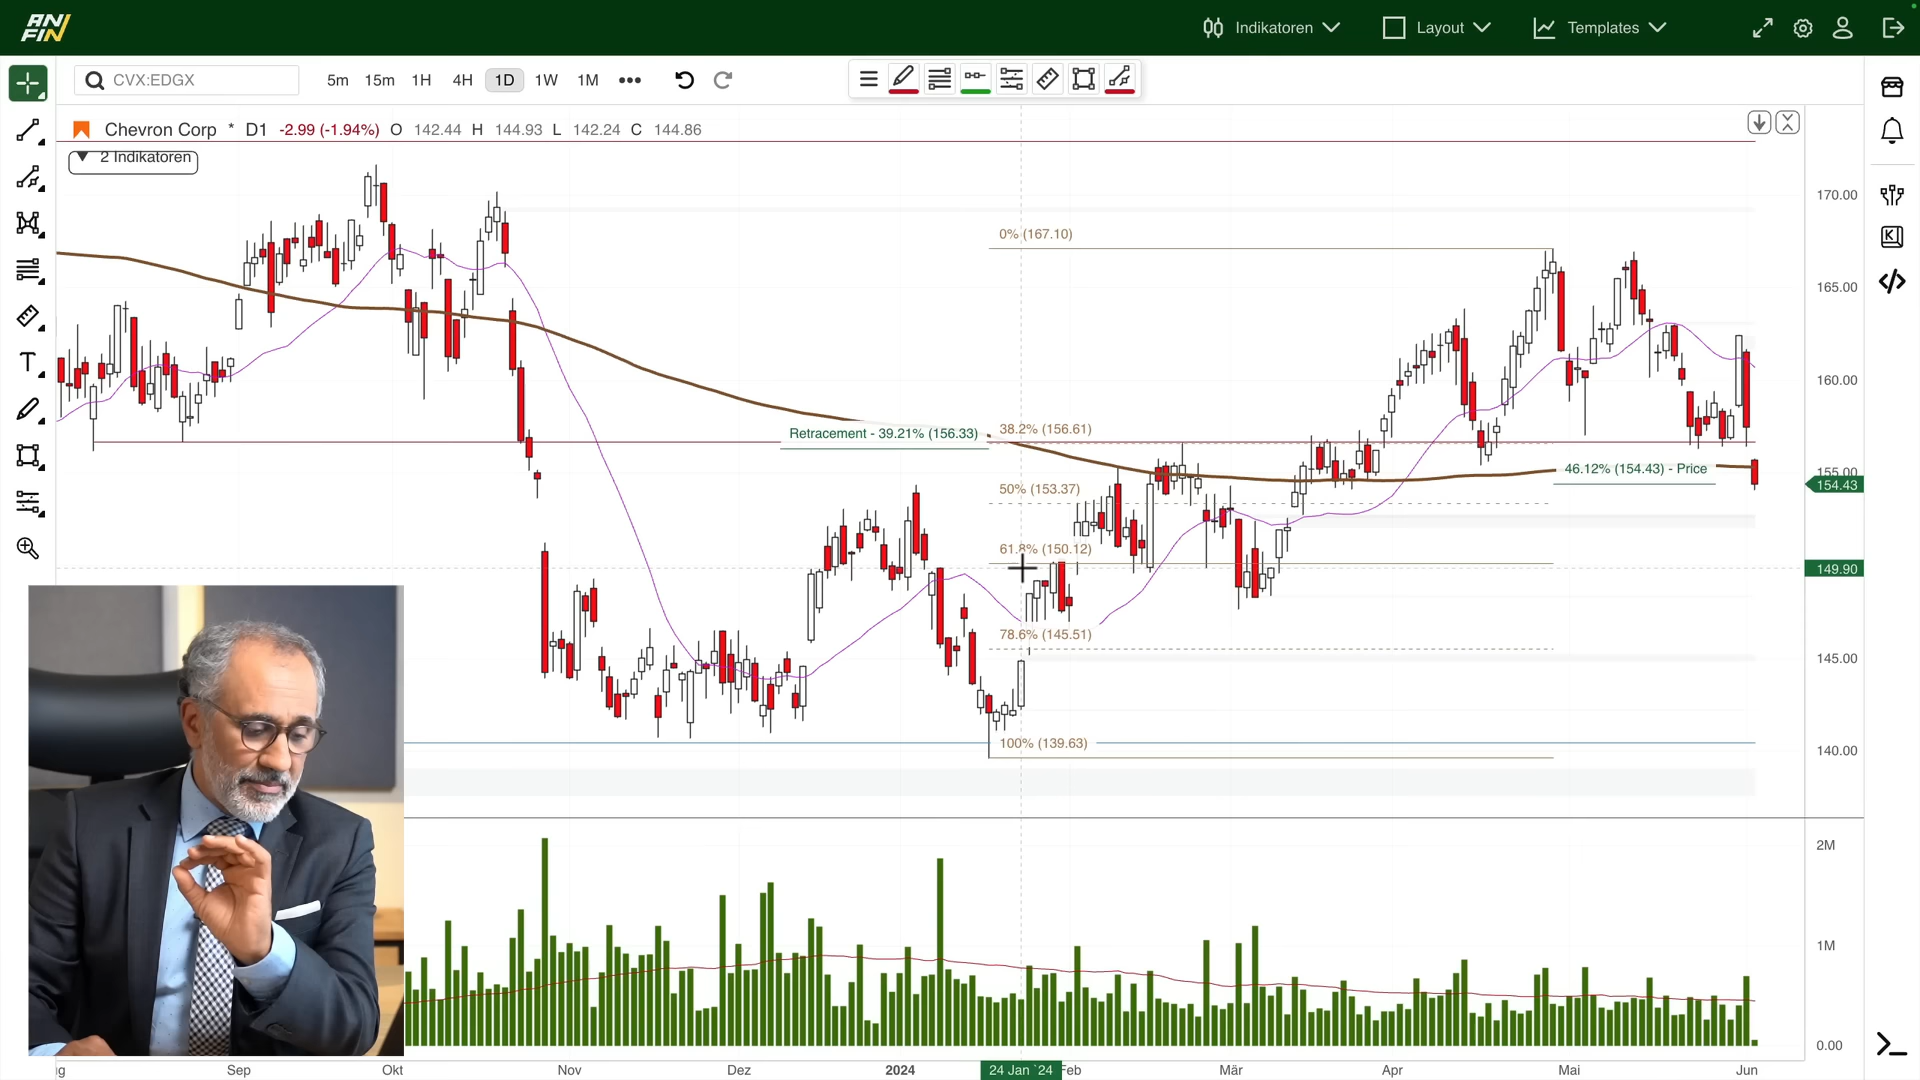 AN
FIN
Indikatoren
Layout
Templates
CVX:EDGX
5m 15m 1H 4H 1D 1W 1M
Chevron Corp * D1 -2.99 (-1.94%) O 142.44 H 144.93 L 142.24 C 144.86
2 Indikatoren
170.00
0% (167.10)
165.00
160.00
Retracement - 39.21% (156.33)
38.2% (156.61)
46.12% (154.43) - Price
155.00
154.43
50% (153.37)
61.8% (150.12)
149.90
78.6% (145.51)
145.00
100% (139.63)
140.00
2M
1M
0.00
g Sep Okt Nov Dez 2024 24 Jan `24 Feb Mär Apr Mai Jun
T
K